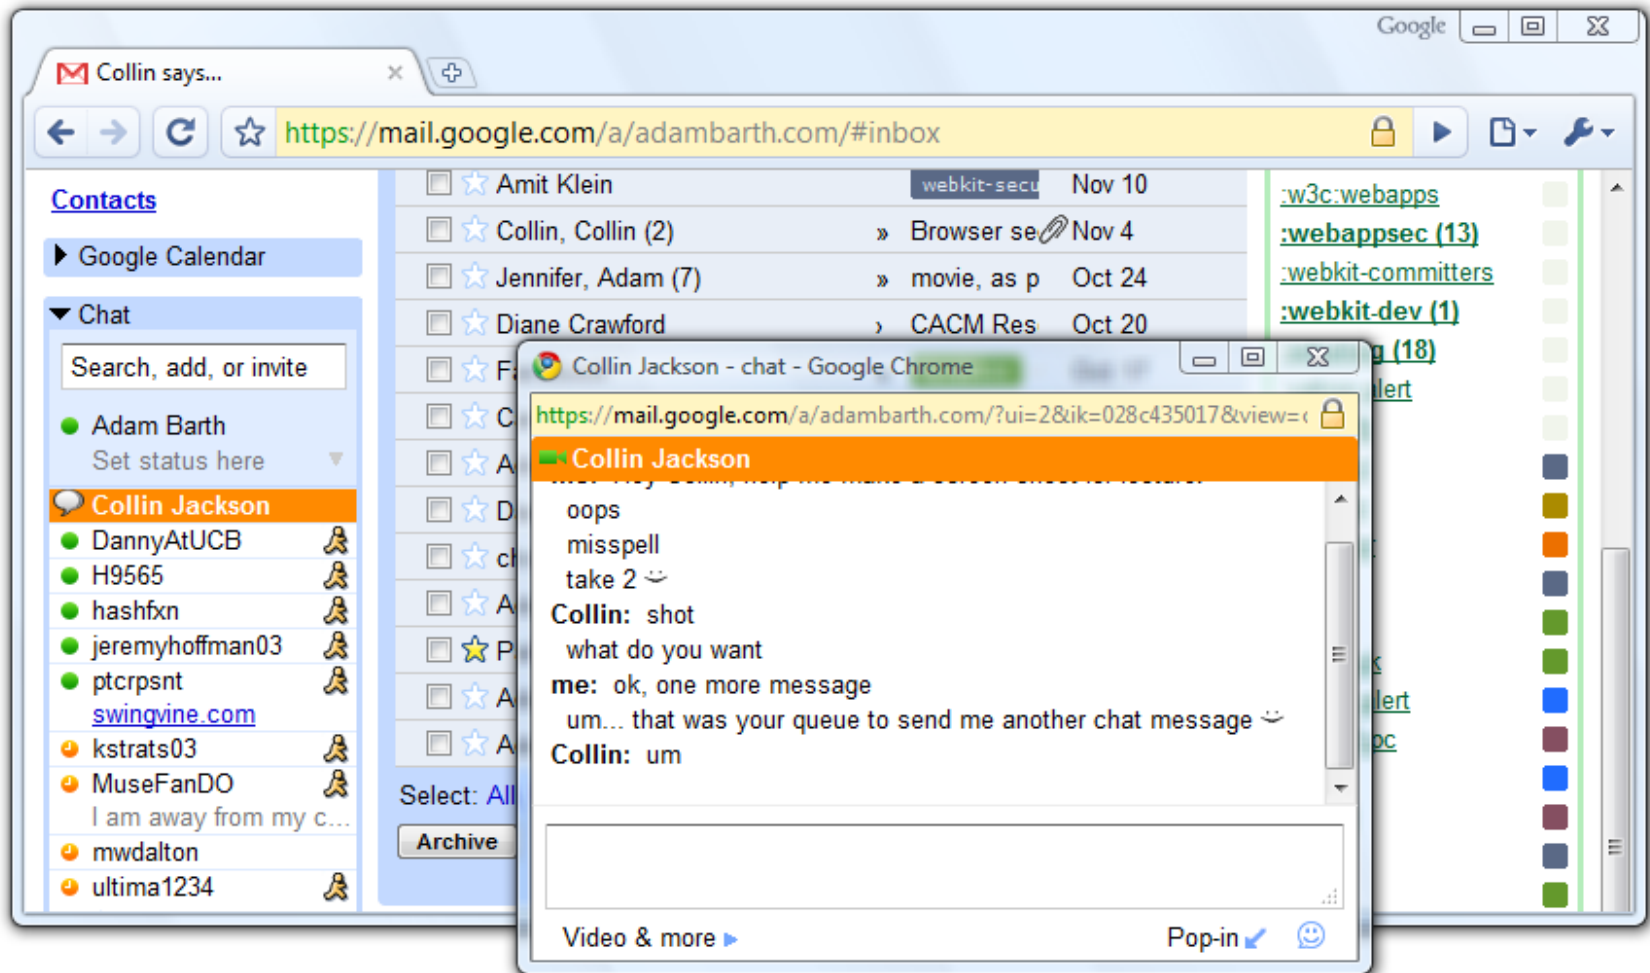 Google
Collin says...
https://mail.google.com/a/adambarth.com/#inbox
Contacts
Google Calendar
Chat
Search, add, or invite
Adam Barth
Set status here
Collin Jackson
DannyAtUCB
H9565
hashfxn
jeremyhoffman03
ptcrpsnt
swingvine.com
kstrats03
MuseFanDO
I am away from my c...
mwdalton
ultima1234
Amit Klein webkit-secu Nov 10
Collin, Collin (2) » Browser se Nov 4
Jennifer, Adam (7) » movie, as p Oct 24
Diane Crawford › CACM Res Oct 20
Select: All
Archive
:w3c:webapps
:webappsec (13)
:webkit-committers
:webkit-dev (1)
(18)
Collin Jackson - chat - Google Chrome
https://mail.google.com/a/adambarth.com/?ui=2&ik=028c435017&view=
Collin Jackson
oops
misspell
take 2
Collin: shot
what do you want
me: ok, one more message
um... that was your queue to send me another chat message
Collin: um
Video & more
Pop-in